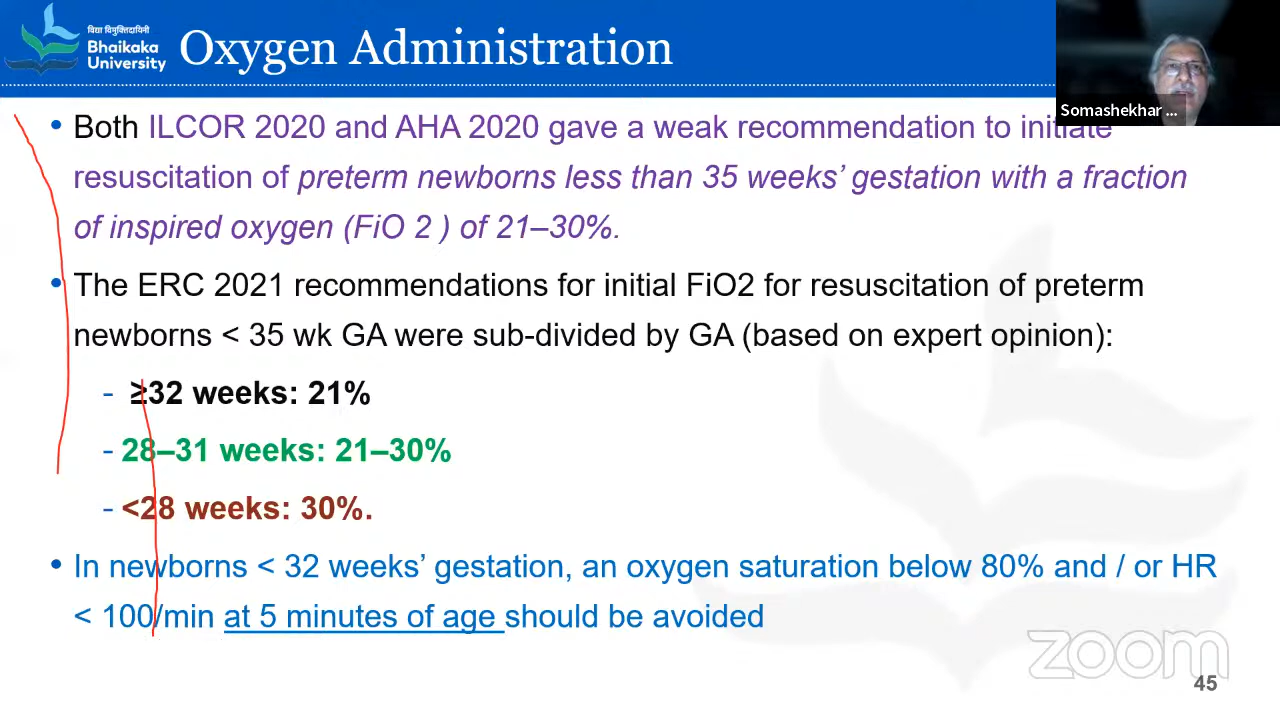 विद्या विमुक्तिदायिनी
Bhaikaka
University
Oxygen Administration
Somashekhar ...
• Both ILCOR 2020 and AHA 2020 gave a weak recommendation to initiate
resuscitation of preterm newborns less than 35 weeks’ gestation with a fraction
of inspired oxygen (FiO 2 ) of 21–30%.
• The ERC 2021 recommendations for initial FiO2 for resuscitation of preterm
newborns < 35 wk GA were sub-divided by GA (based on expert opinion):
- ≥32 weeks: 21%
- 28–31 weeks: 21–30%
- <28 weeks: 30%.
• In newborns < 32 weeks’ gestation, an oxygen saturation below 80% and / or HR
< 100/min at 5 minutes of age should be avoided
zoom
45